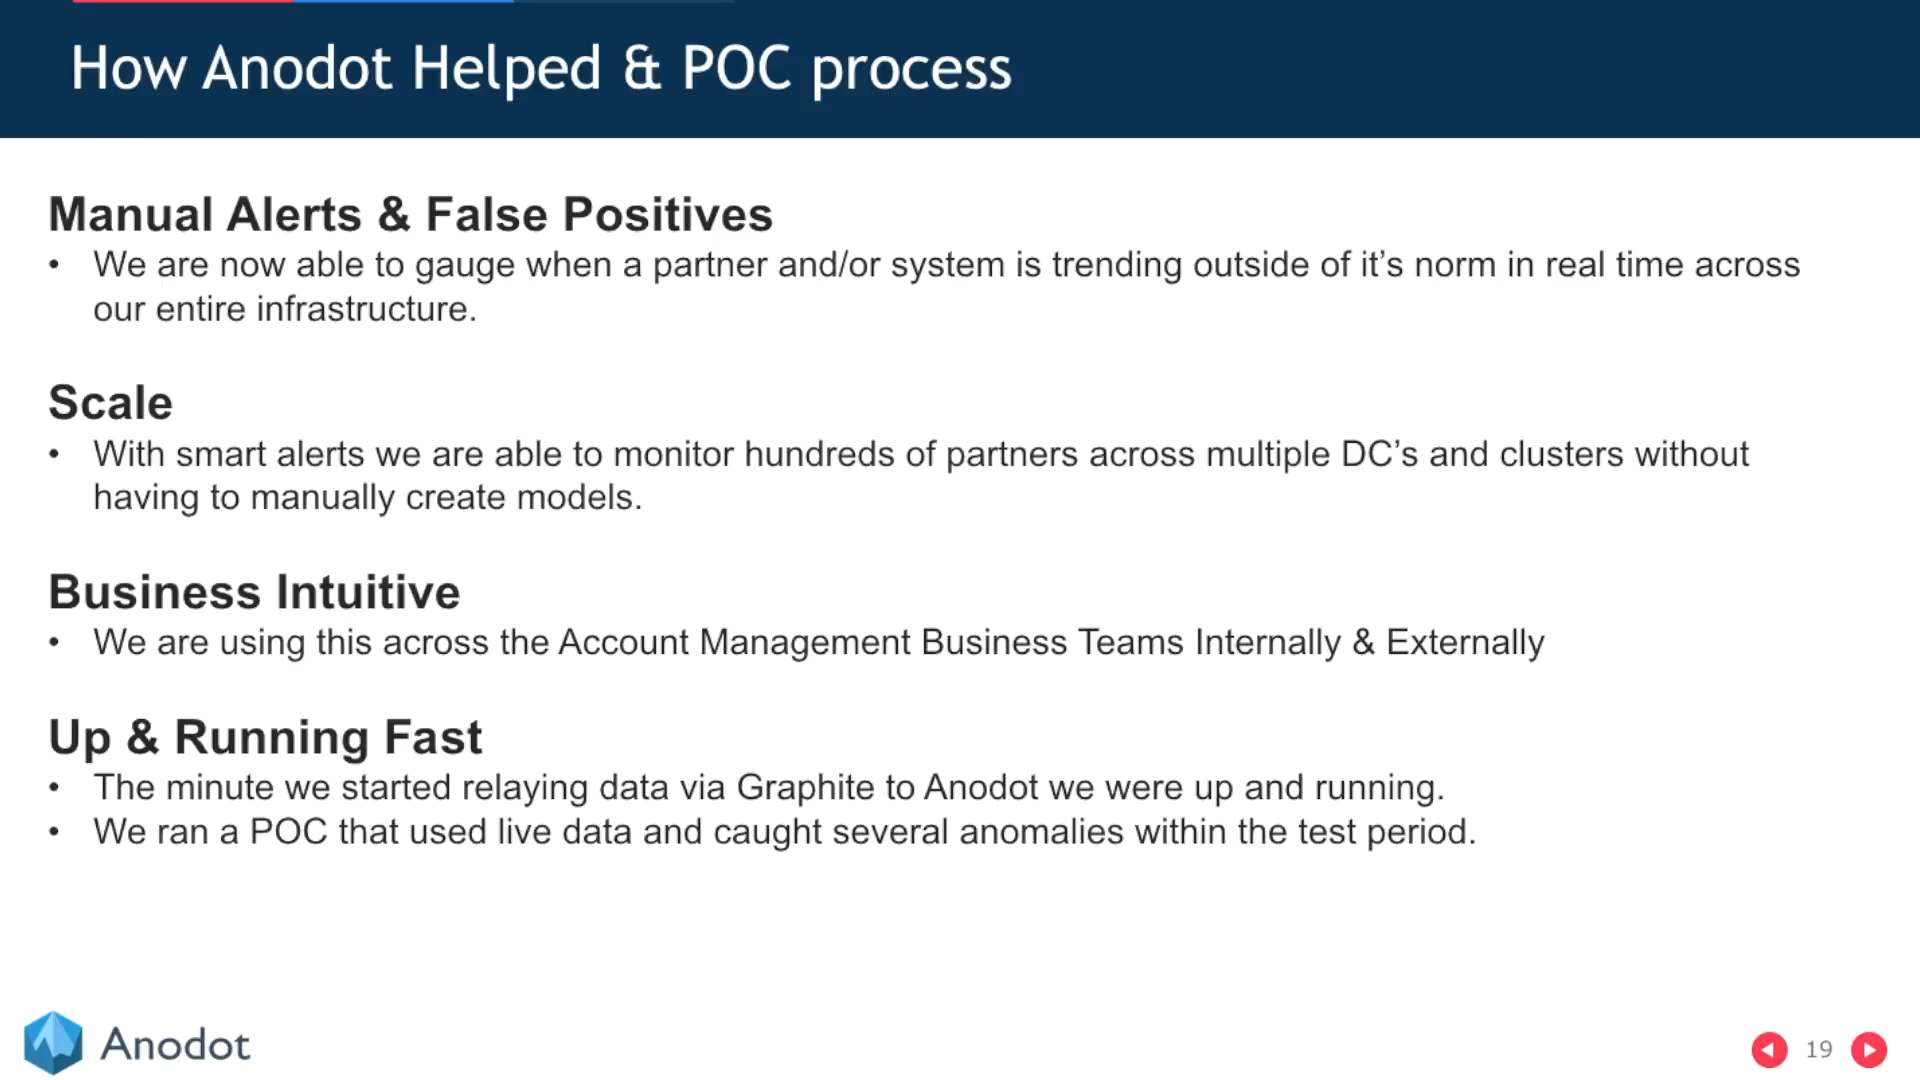 How Anodot Helped & POC process
Manual Alerts & False Positives
• We are now able to gauge when a partner and/or system is trending outside of it’s norm in real time across
our entire infrastructure.
Scale
• With smart alerts we are able to monitor hundreds of partners across multiple DC’s and clusters without
having to manually create models.
Business Intuitive
• We are using this across the Account Management Business Teams Internally & Externally
Up & Running Fast
• The minute we started relaying data via Graphite to Anodot we were up and running.
• We ran a POC that used live data and caught several anomalies within the test period.
Anodot
19